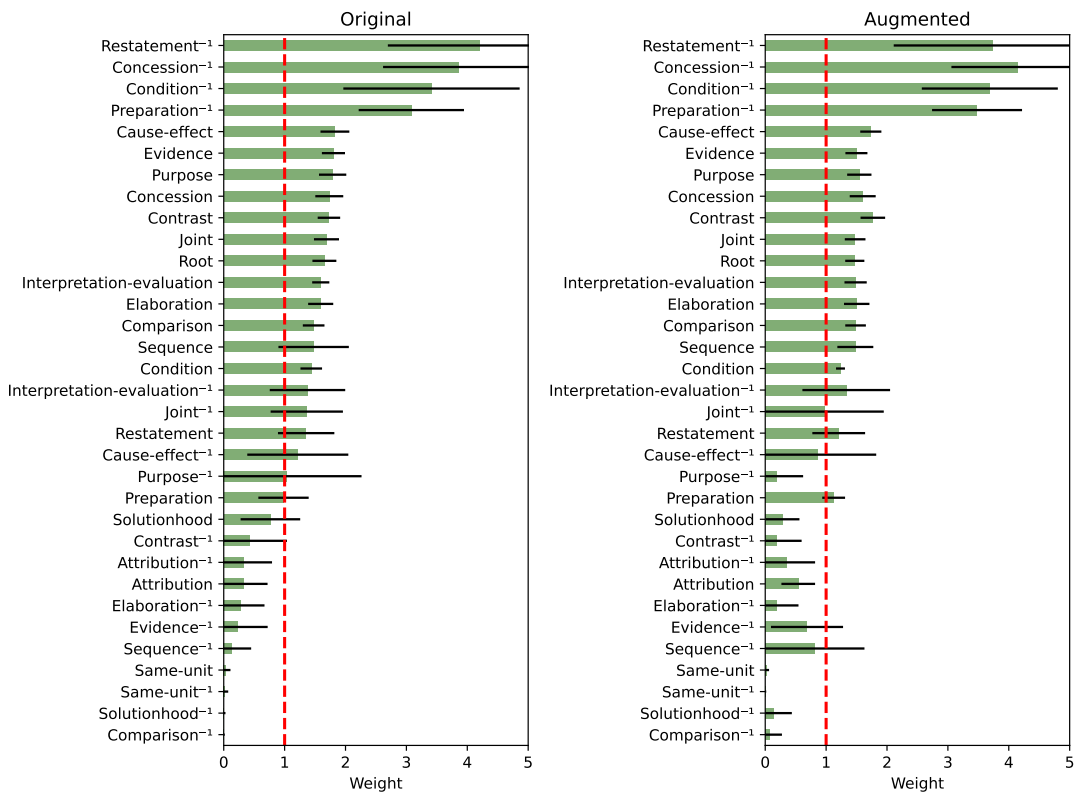 Original
Restatement⁻¹
Concession⁻¹
Condition⁻¹
Preparation⁻¹
Cause-effect
Evidence
Purpose
Concession
Contrast
Joint
Root
Interpretation-evaluation
Elaboration
Comparison
Sequence
Condition
Interpretation-evaluation⁻¹
Joint⁻¹
Restatement
Cause-effect⁻¹
Purpose⁻¹
Preparation
Solutionhood
Contrast⁻¹
Attribution⁻¹
Attribution
Elaboration⁻¹
Evidence⁻¹
Sequence⁻¹
Same-unit
Same-unit⁻¹
Solutionhood⁻¹
Comparison⁻¹
0 1 2 3 4 5
Weight
Augmented
Restatement⁻¹
Concession⁻¹
Condition⁻¹
Preparation⁻¹
Cause-effect
Evidence
Purpose
Concession
Contrast
Joint
Root
Interpretation-evaluation
Elaboration
Comparison
Sequence
Condition
Interpretation-evaluation⁻¹
Joint⁻¹
Restatement
Cause-effect⁻¹
Purpose⁻¹
Preparation
Solutionhood
Contrast⁻¹
Attribution⁻¹
Attribution
Elaboration⁻¹
Evidence⁻¹
Sequence⁻¹
Same-unit
Same-unit⁻¹
Solutionhood⁻¹
Comparison⁻¹
0 1 2 3 4 5
Weight